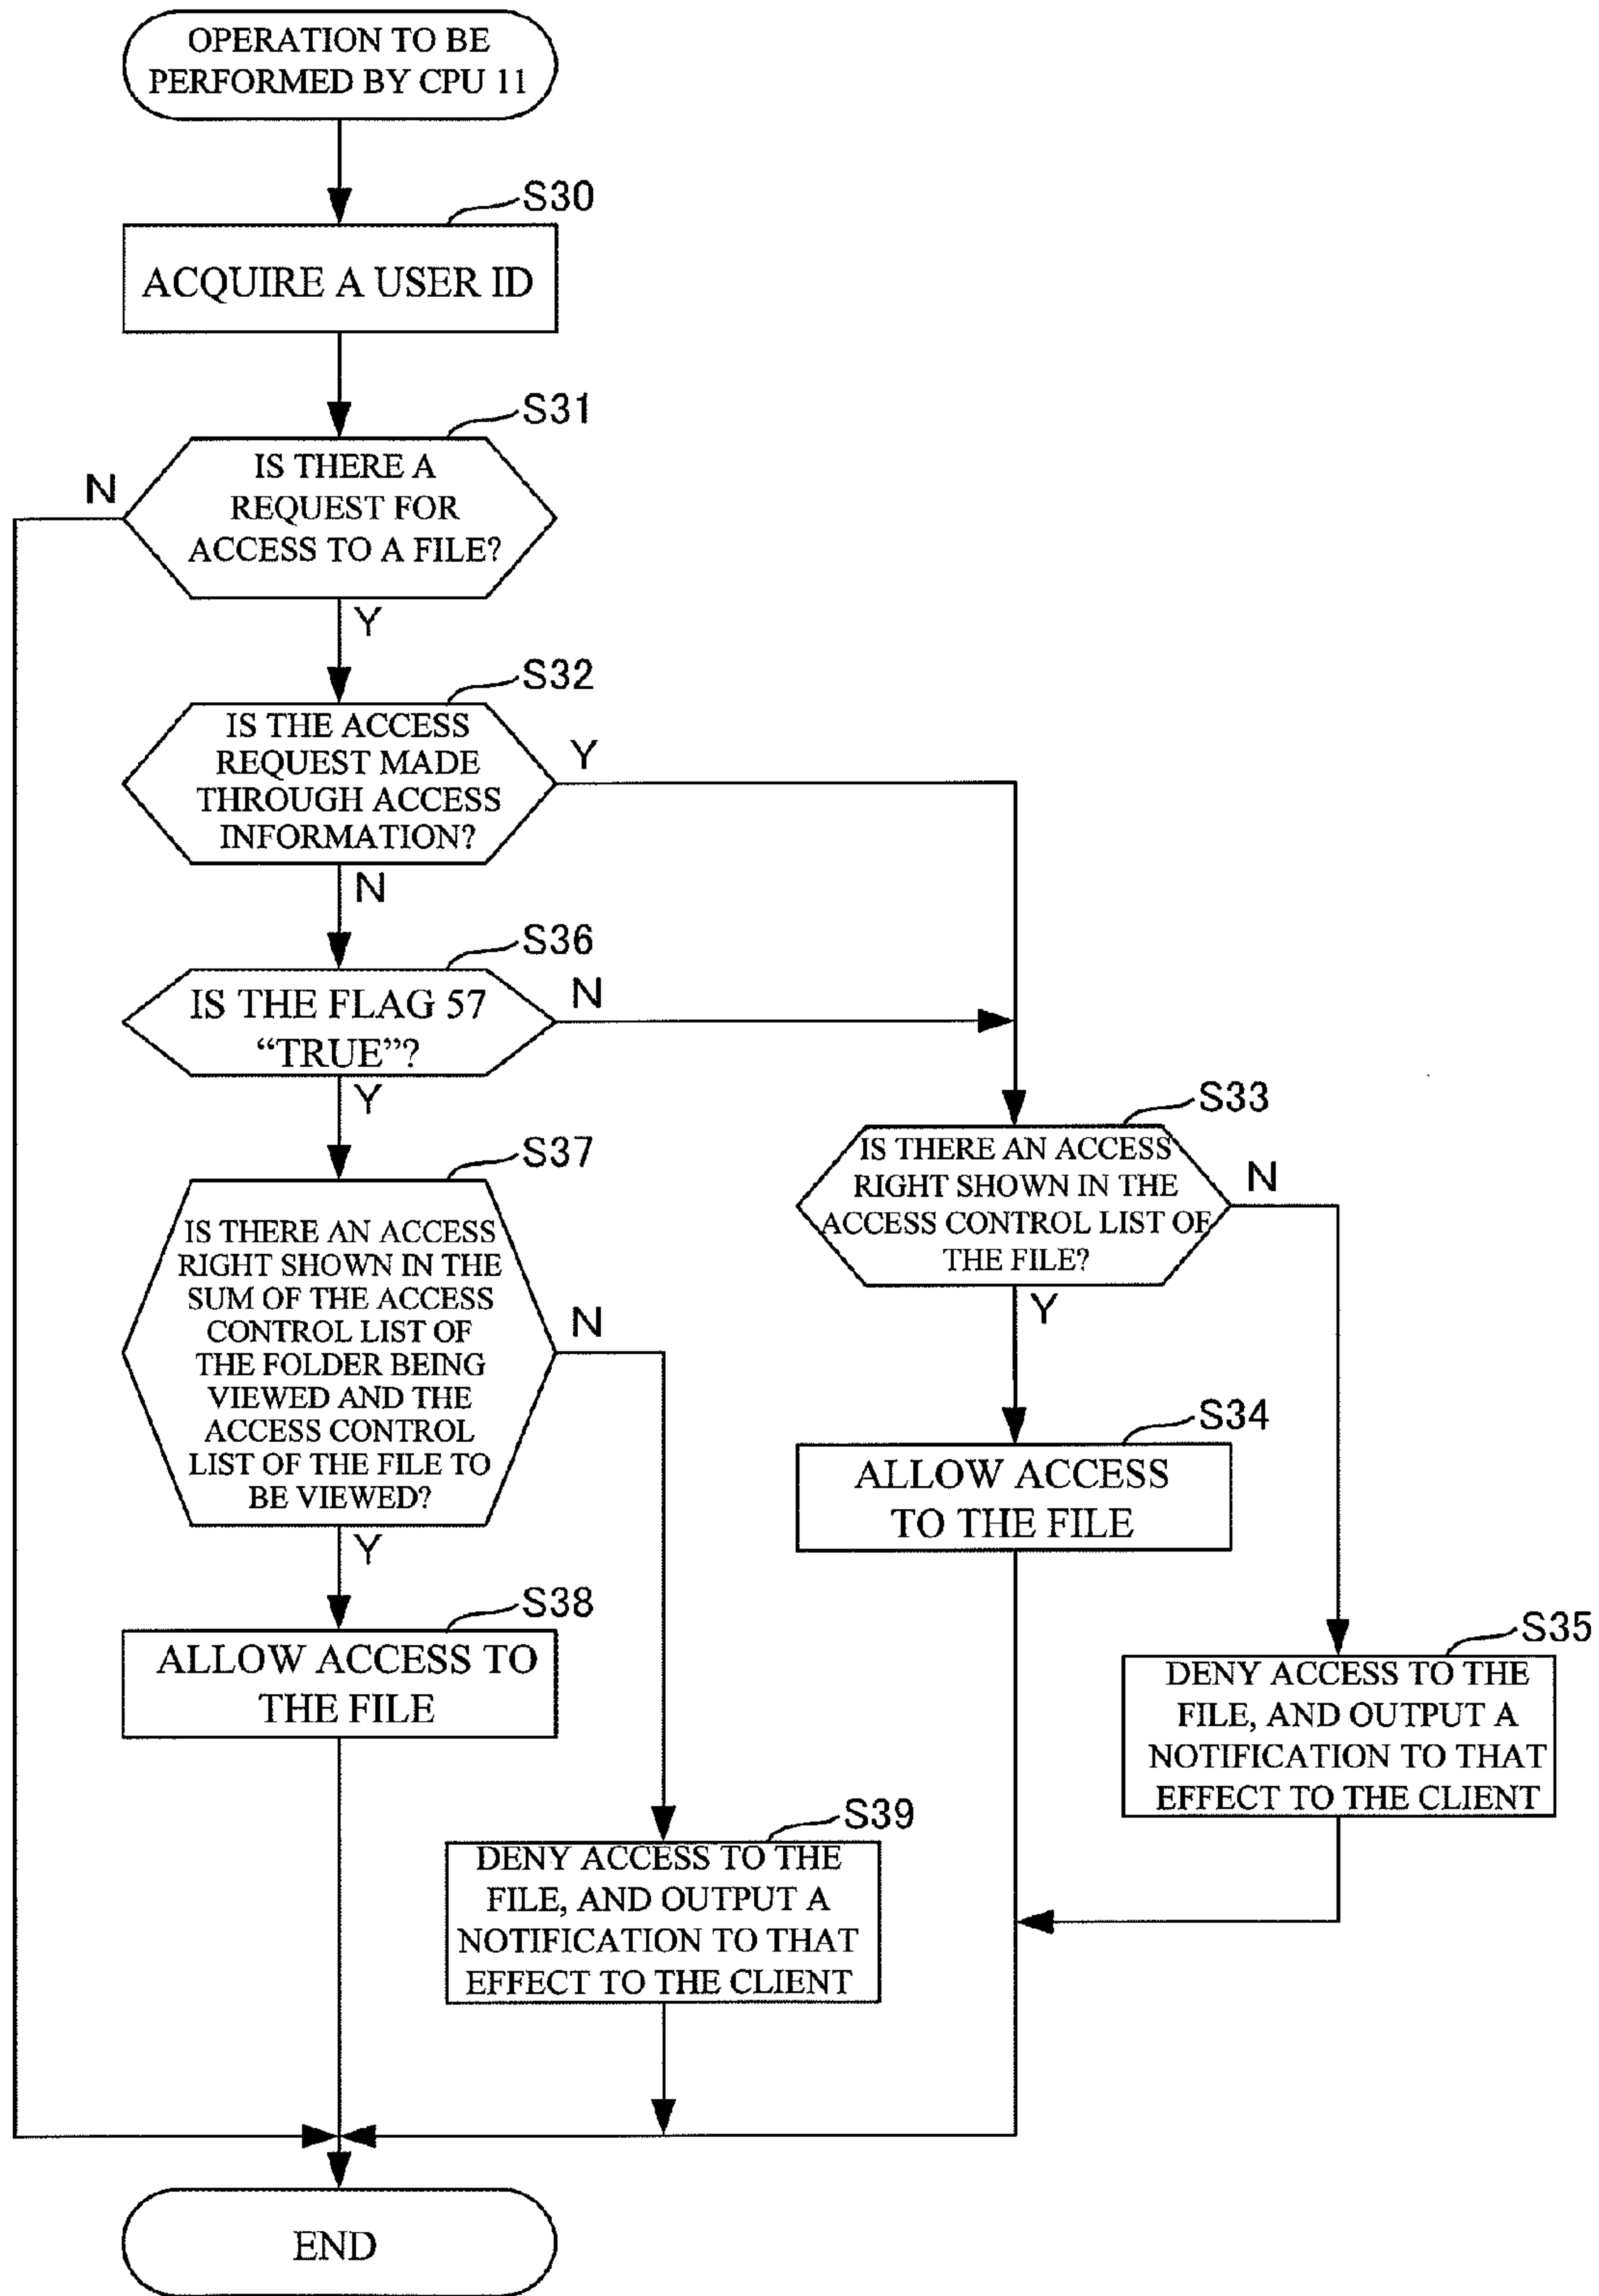 OPERATION TO BE
PERFORMED BY CPU 11
S30
ACQUIRE A USER ID
S31
IS THERE A
REQUEST FOR
ACCESS TO A FILE?
N
Y
S32
IS THE ACCESS
REQUEST MADE
THROUGH ACCESS
INFORMATION?
Y
N
S36
IS THE FLAG 57
“TRUE”?
N
Y
S37
IS THERE AN ACCESS
RIGHT SHOWN IN THE
SUM OF THE ACCESS
CONTROL LIST OF
THE FOLDER BEING
VIEWED AND THE
ACCESS CONTROL
LIST OF THE FILE TO
BE VIEWED?
N
Y
S38
ALLOW ACCESS TO
THE FILE
S39
DENY ACCESS TO THE
FILE, AND OUTPUT A
NOTIFICATION TO THAT
EFFECT TO THE CLIENT
S33
IS THERE AN ACCESS
RIGHT SHOWN IN THE
ACCESS CONTROL LIST OF
THE FILE?
N
Y
S34
ALLOW ACCESS
TO THE FILE
S35
DENY ACCESS TO THE
FILE, AND OUTPUT A
NOTIFICATION TO THAT
EFFECT TO THE CLIENT
END